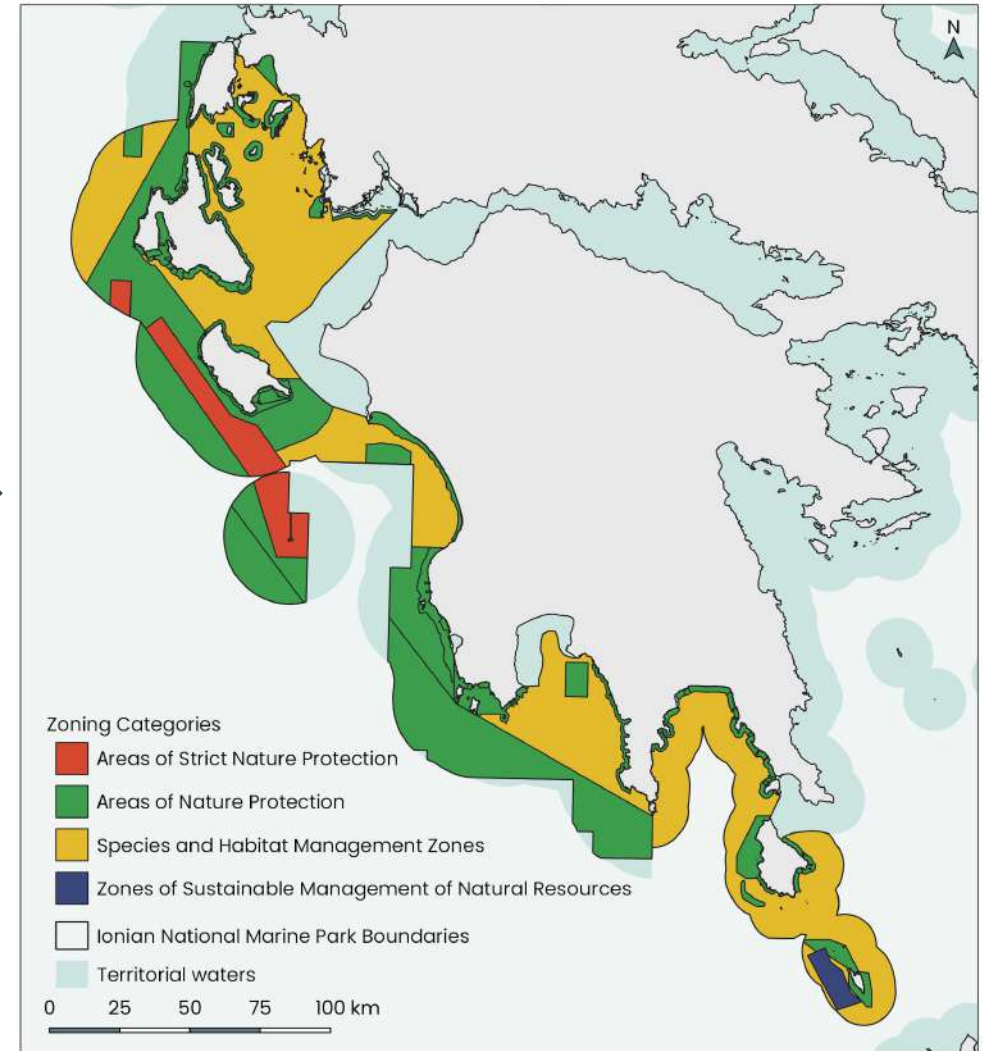 N
Zoning Categories
Areas of Strict Nature Protection
Areas of Nature Protection
Species and Habitat Management Zones
Zones of Sustainable Management of Natural Resources
Ionian National Marine Park Boundaries
Territorial waters
0 25 50 75 100 km